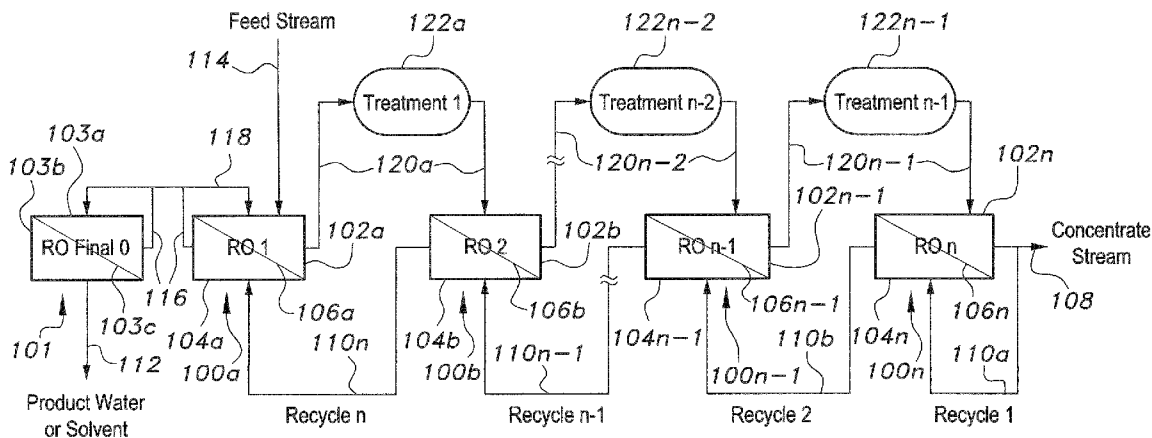 Feed Stream
122a
122n-2
122n-1
114
Treatment 1
Treatment n-2
Treatment n-1
103a
103b
118
120a
120n-2
120n-1
102n
102n-1
RO Final 0
RO 1
102a
RO 2
102b
RO n-1
RO n
Concentrate
Stream
108
116
103c
101
112
104a
106a
100a
110n
104b
106b
100b
110n-1
104n-1
106n-1
100n-1
110b
104n
106n
100n
110a
Product Water
or Solvent
Recycle n
Recycle n-1
Recycle 2
Recycle 1